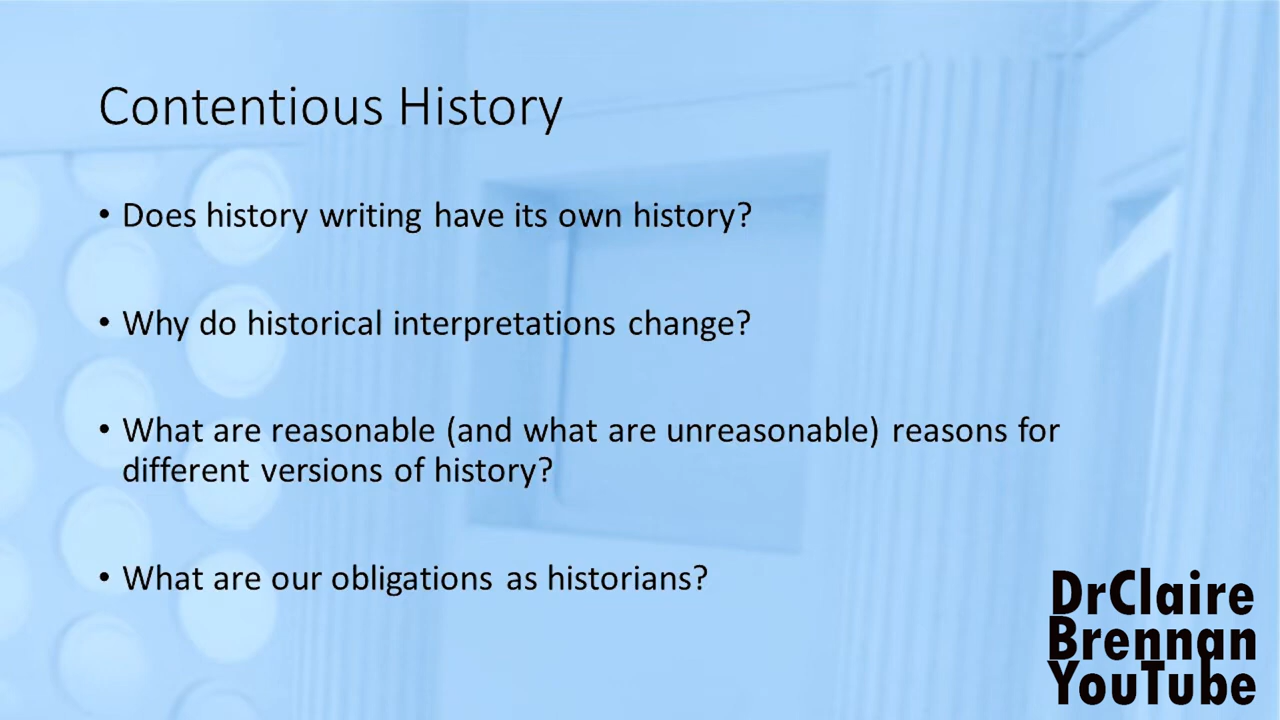 Contentious History
• Does history writing have its own history?
• Why do historical interpretations change?
• What are reasonable (and what are unreasonable) reasons for
different versions of history?
• What are our obligations as historians?
DrClaire
Brennan
YouTube